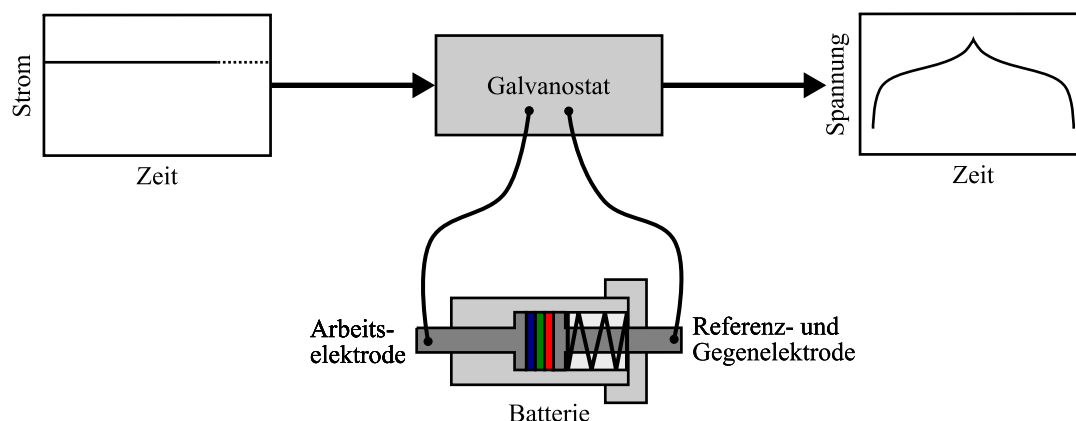 Strom
Zeit
Galvanostat
Spannung
Zeit
Arbeits-
elektrode
Referenz- und
Gegenelektrode
Batterie